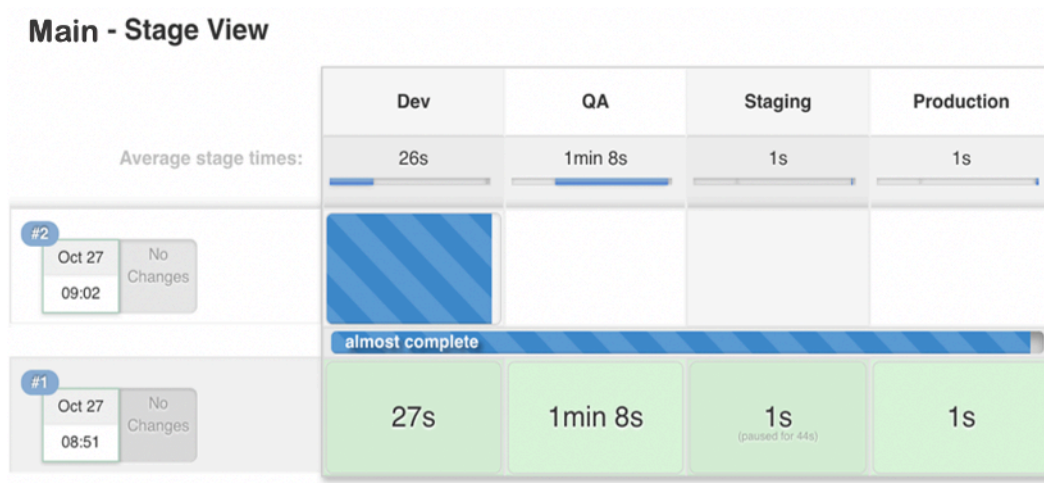 Main - Stage View
Dev QA Staging Production
Average stage times: 26s 1min 8s 1s 1s
#2
Oct 27 No Changes
09:02
almost complete
#1
Oct 27 No Changes
08:51
27s 1min 8s 1s 1s
(paused for 44s)